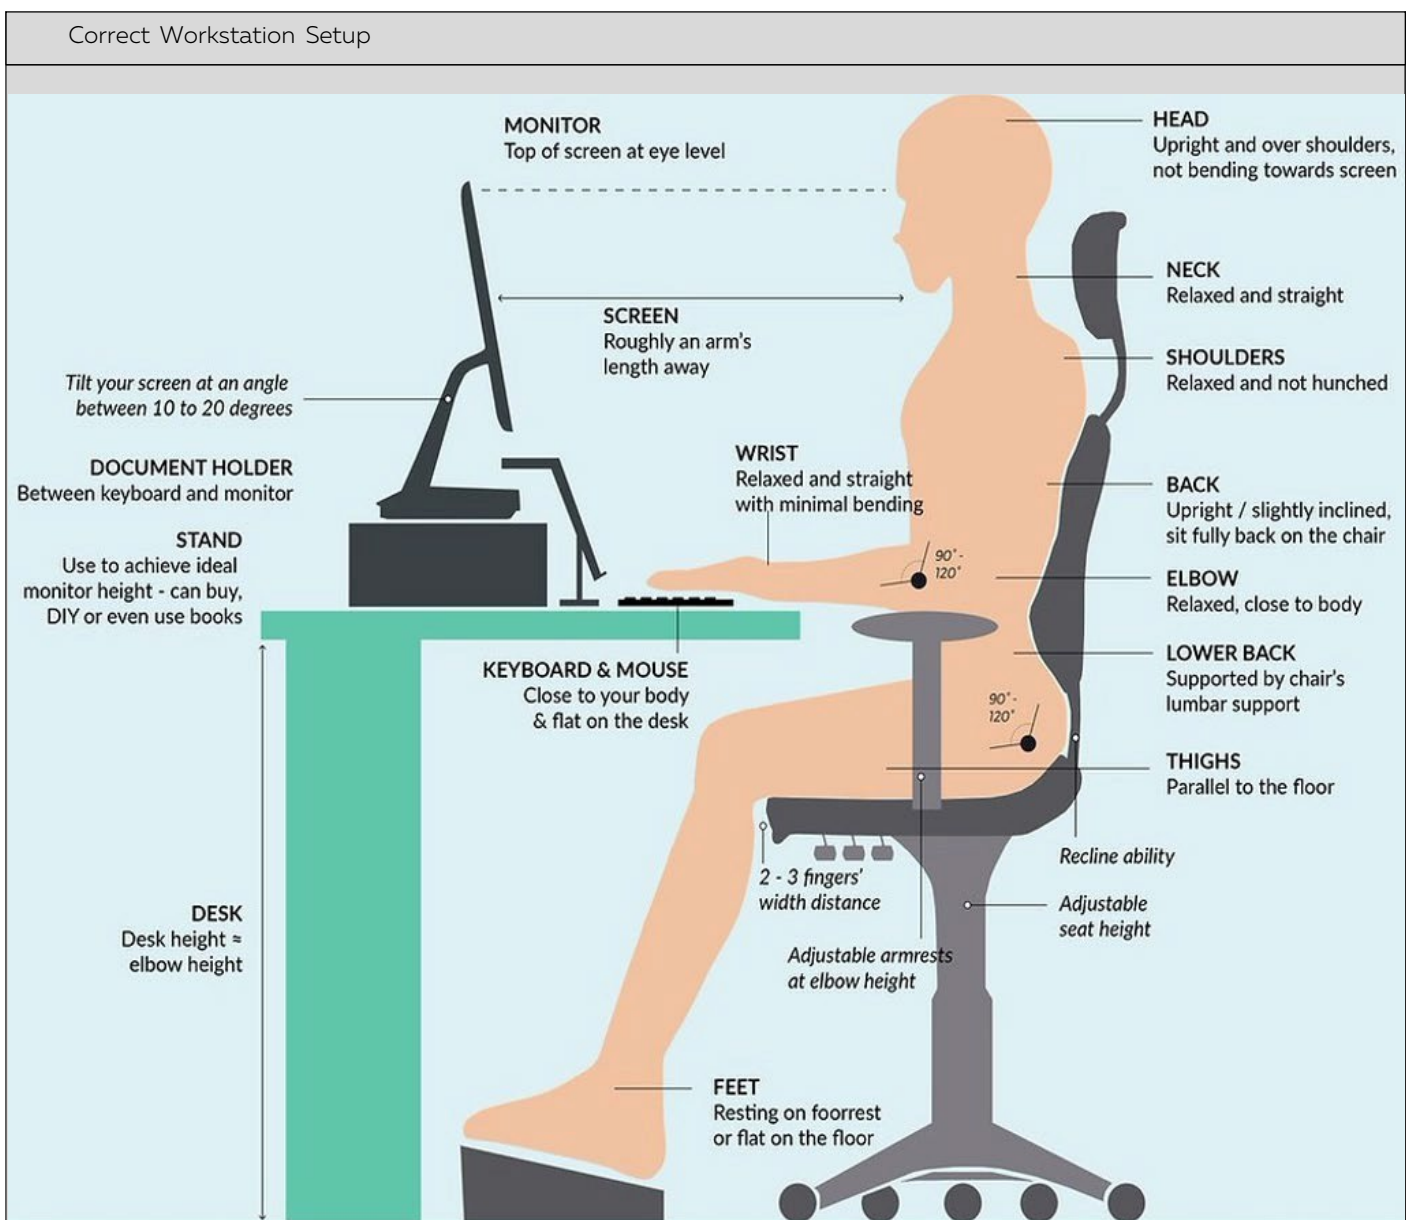 Correct Workstation Setup
MONITOR
Top of screen at eye level
HEAD
Upright and over shoulders,
not bending towards screen
NECK
Relaxed and straight
SCREEN
Roughly an arm's
length away
SHOULDERS
Relaxed and not hunched
Tilt your screen at an angle
between 10 to 20 degrees
DOCUMENT HOLDER
Between keyboard and monitor
WRIST
Relaxed and straight
with minimal bending
BACK
Upright / slightly inclined,
sit fully back on the chair
STAND
Use to achieve ideal
monitor height - can buy,
DIY or even use books
90° -
120°
ELBOW
Relaxed, close to body
KEYBOARD & MOUSE
Close to your body
& flat on the desk
LOWER BACK
Supported by chair's
lumbar support
90° -
120°
THIGHS
Parallel to the floor
Recline ability
2 - 3 fingers'
width distance
Adjustable
seat height
DESK
Desk height ≈
elbow height
Adjustable armrests
at elbow height
FEET
Resting on foorrest
or flat on the floor